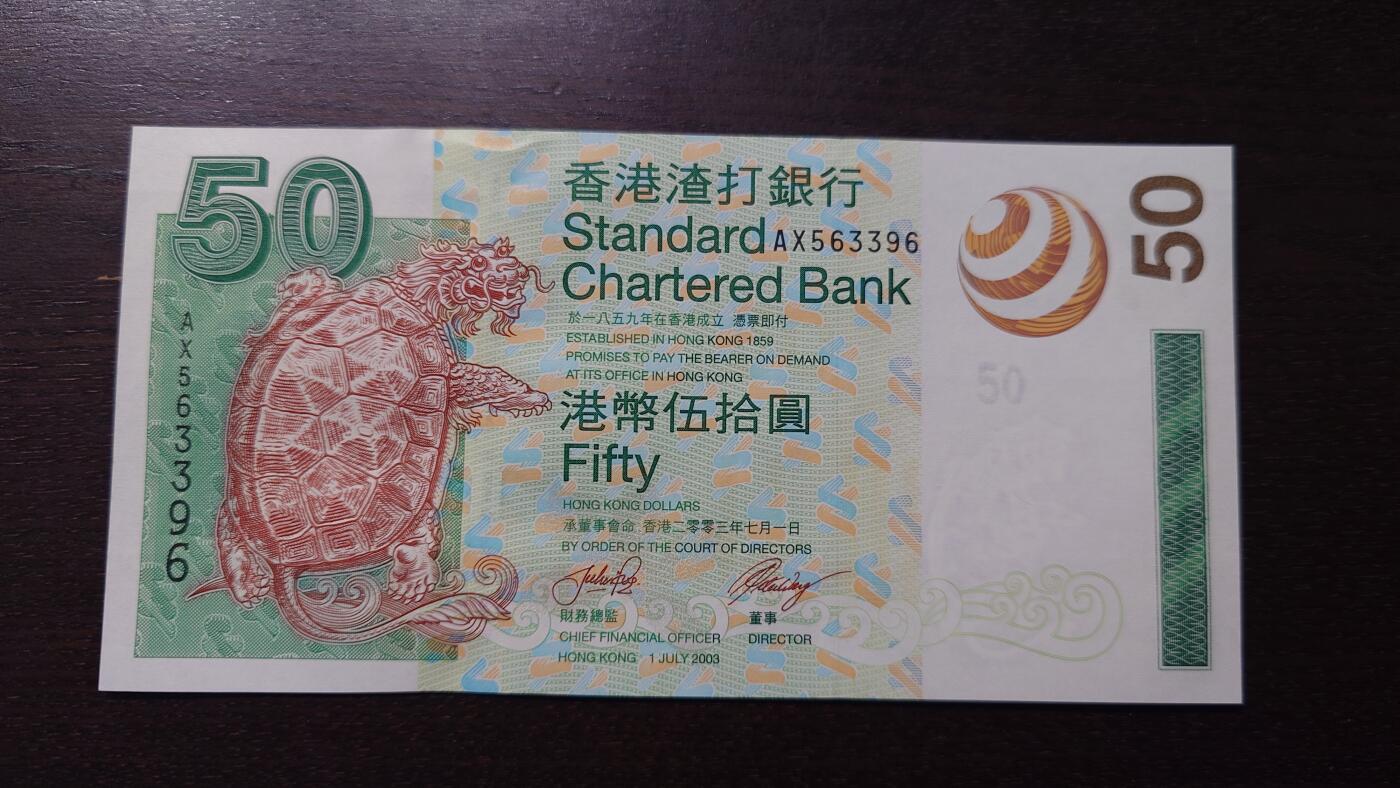 50
AX563396
香港渣打銀行
Standard
AX563396
Chartered Bank
於一八五九年在香港成立 憑票即付
ESTABLISHED IN HONG KONG 1859
PROMISES TO PAY THE BEARER ON DEMAND
AT ITS OFFICE IN HONG KONG
港幣伍拾圓
Fifty
HONG KONG DOLLARS
承董事會命 香港二零零三年七月一日
BY ORDER OF THE COURT OF DIRECTORS
財務總監
董事
CHIEF FINANCIAL OFFICER
DIRECTOR
HONG KONG 1 JULY 2003
50
50